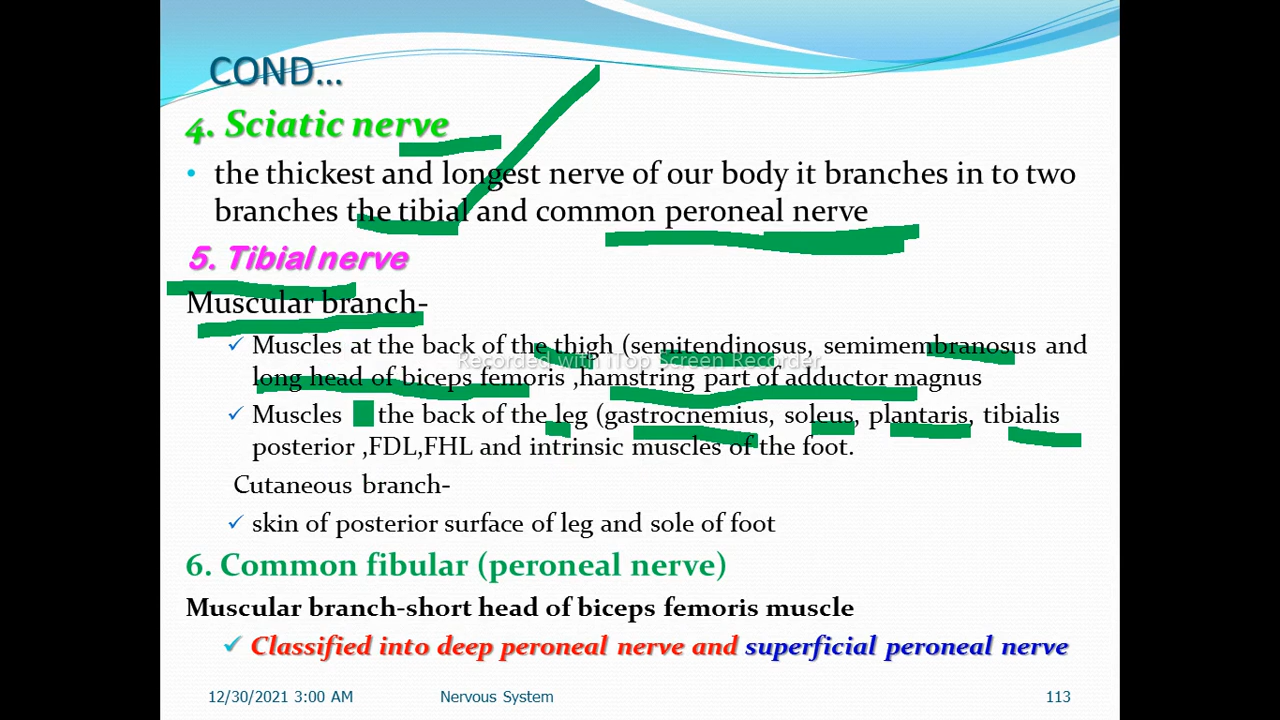 COND...
4. Sciatic nerve
• the thickest and longest nerve of our body it branches in to two
branches the tibial and common peroneal nerve
5. Tibial nerve
Muscular branch-
✓ Muscles at the back of the thigh (semitendinosus, semimembranosus and
Recorded with iTop Screen Recorder
long head of biceps femoris ,hamstring part of adductor magnus
✓ Muscles the back of the leg (gastrocnemius, soleus, plantaris, tibialis
posterior ,FDL,FHL and intrinsic muscles of the foot.
Cutaneous branch-
✓ skin of posterior surface of leg and sole of foot
6. Common fibular (peroneal nerve)
Muscular branch-short head of biceps femoris muscle
✓ Classified into deep peroneal nerve and superficial peroneal nerve
12/30/2021 3:00 AM Nervous System 113